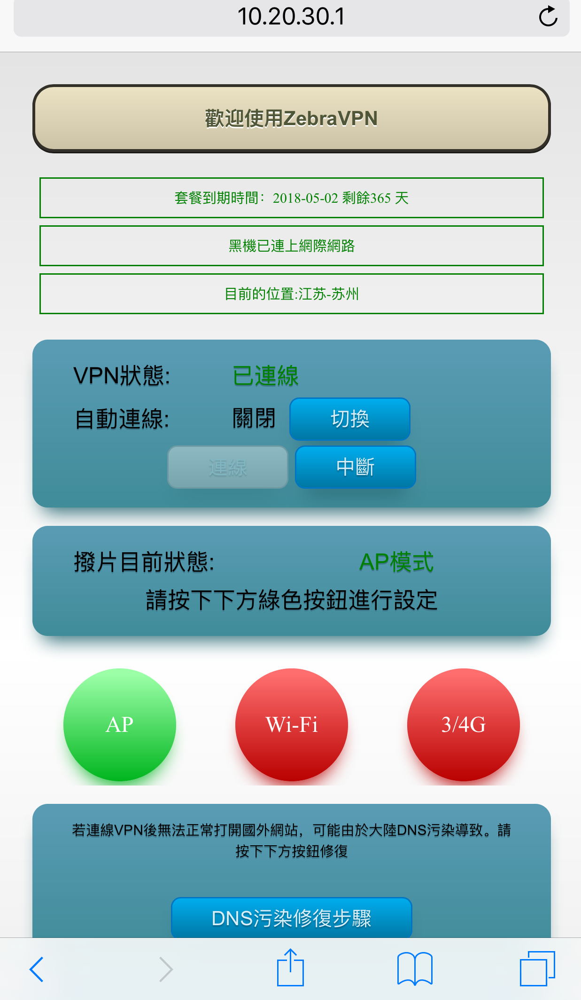 10.20.30.1
歡迎使用ZebraVPN
套餐到期時間：2018-05-02 剩餘365 天
黑機已連上網際網路
目前的位置:江苏-苏州
VPN狀態: 已連線
自動連線: 關閉 切換
連線 中斷
撥片目前狀態: AP模式
請按下下方綠色按鈕進行設定
AP Wi-Fi 3/4G
若連線VPN後無法正常打開國外網站，可能由於大陸DNS污染導致。請
按下下方按鈕修復
DNS污染修復步驟